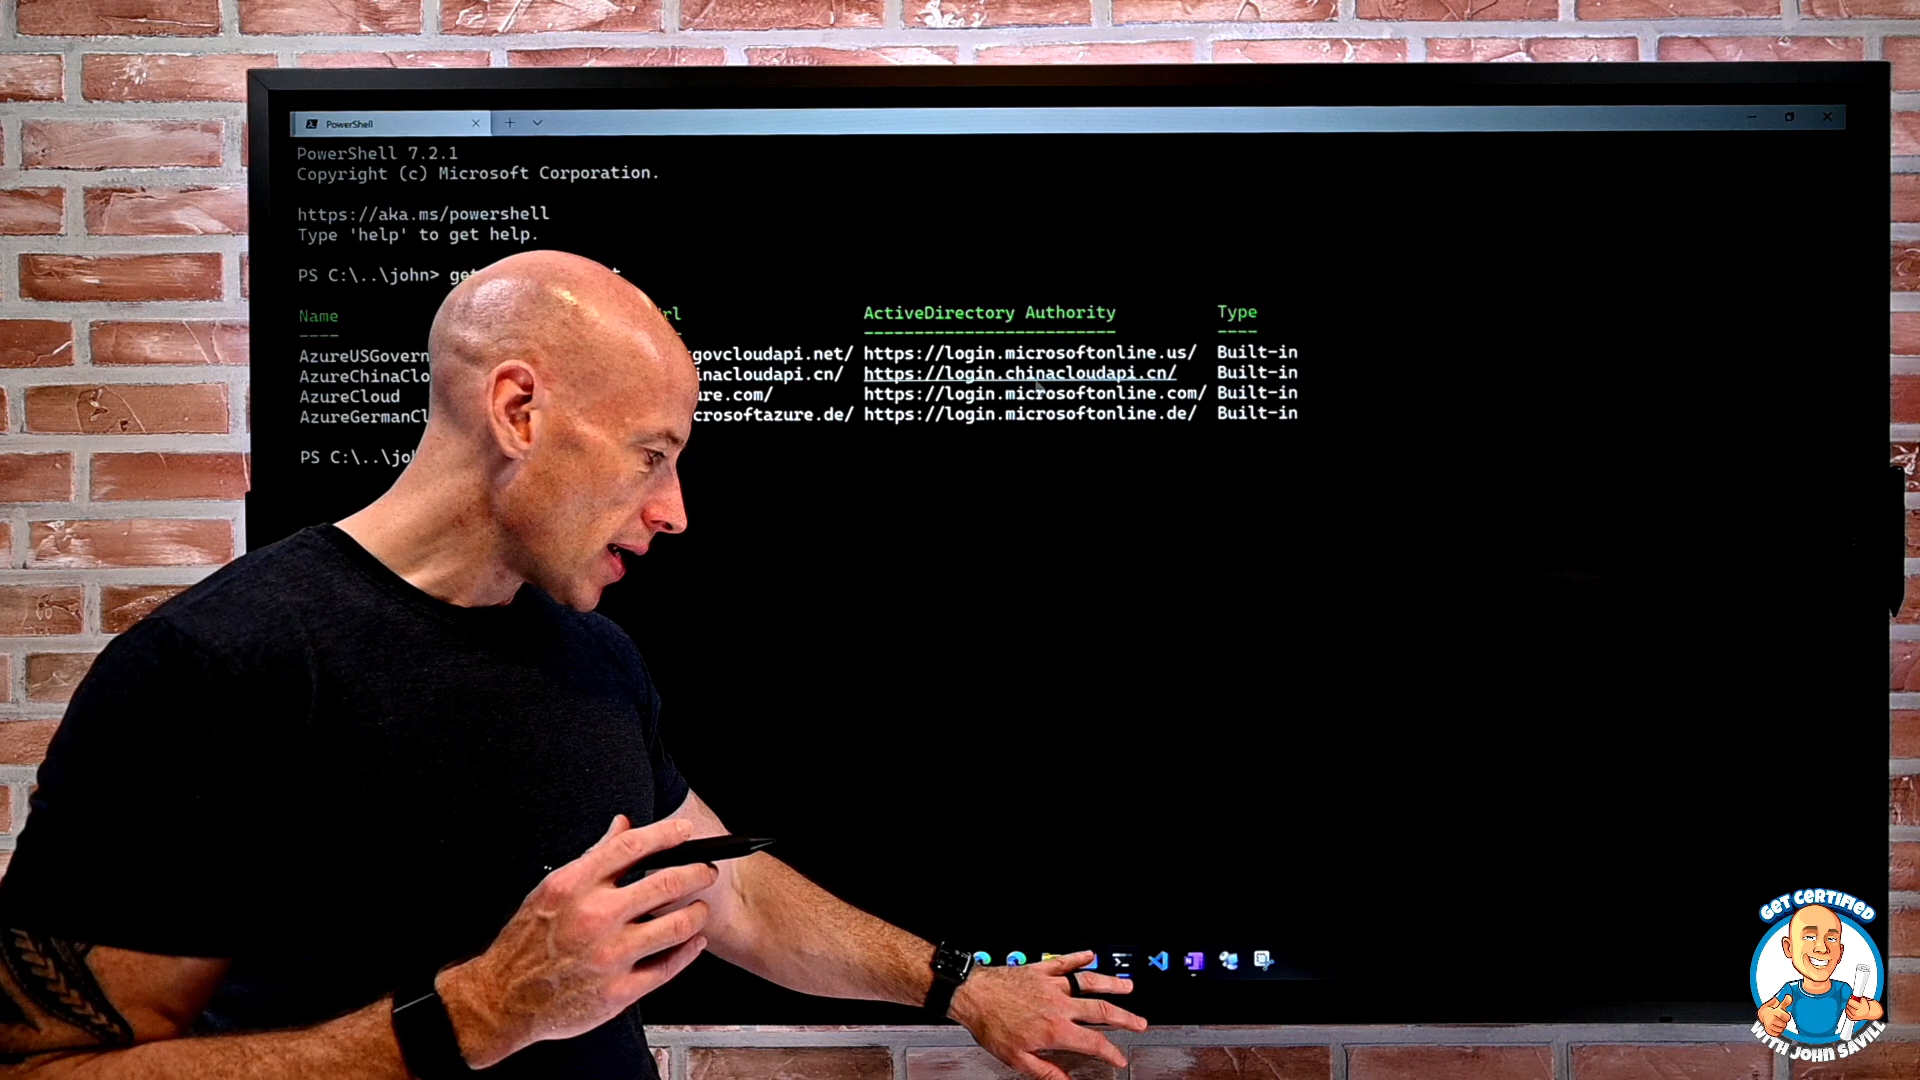 PowerShell
PowerShell 7.2.1
Copyright (c) Microsoft Corporation.
https://aka.ms/powershell
Type 'help' to get help.
PS C:\..\john>
Name ActiveDirectory Authority Type
---- ------------------------- ----
AzureUSGovern govcloudapi.net/ https://login.microsoftonline.us/ Built-in
AzureChinaClo inacloudapi.cn/ https://login.chinacloudapi.cn/ Built-in
AzureCloud ure.com/ https://login.microsoftonline.com/ Built-in
AzureGermanCl crosoftazure.de/ https://login.microsoftonline.de/ Built-in
PS C:\..\jo
GET CERTIFIED
WITH JOHN SAVILL